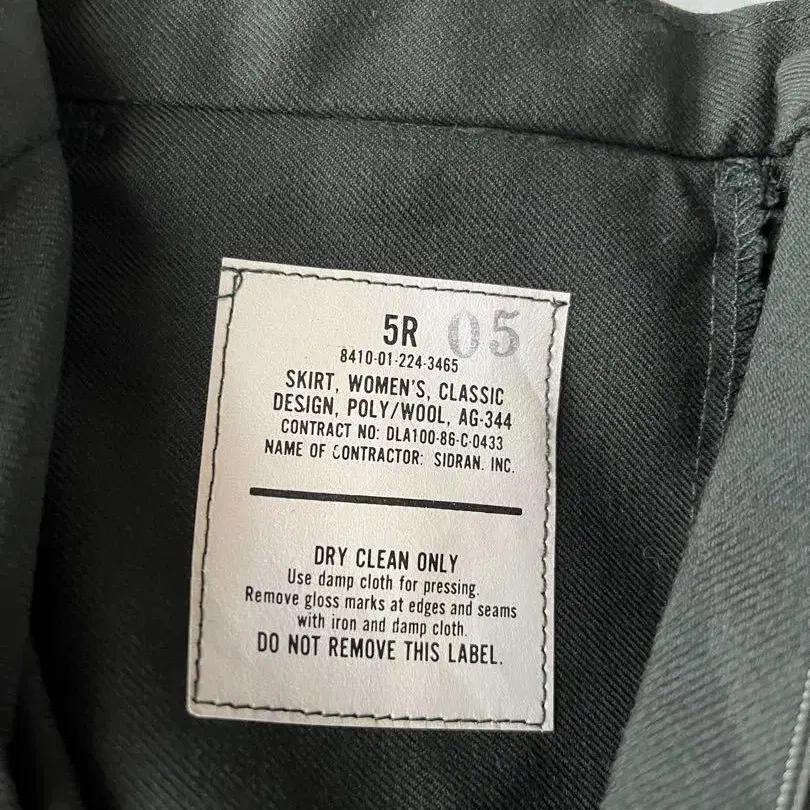 5R 05
8410-01-224-3465
SKIRT, WOMEN'S, CLASSIC
DESIGN, POLY/WOOL, AG-344
CONTRACT NO: DLA100-86-C-0433
NAME OF CONTRACTOR: SIDRAN. INC.
DRY CLEAN ONLY
Use damp cloth for pressing.
Remove gloss marks at edges and seams
with iron and damp cloth.
DO NOT REMOVE THIS LABEL.